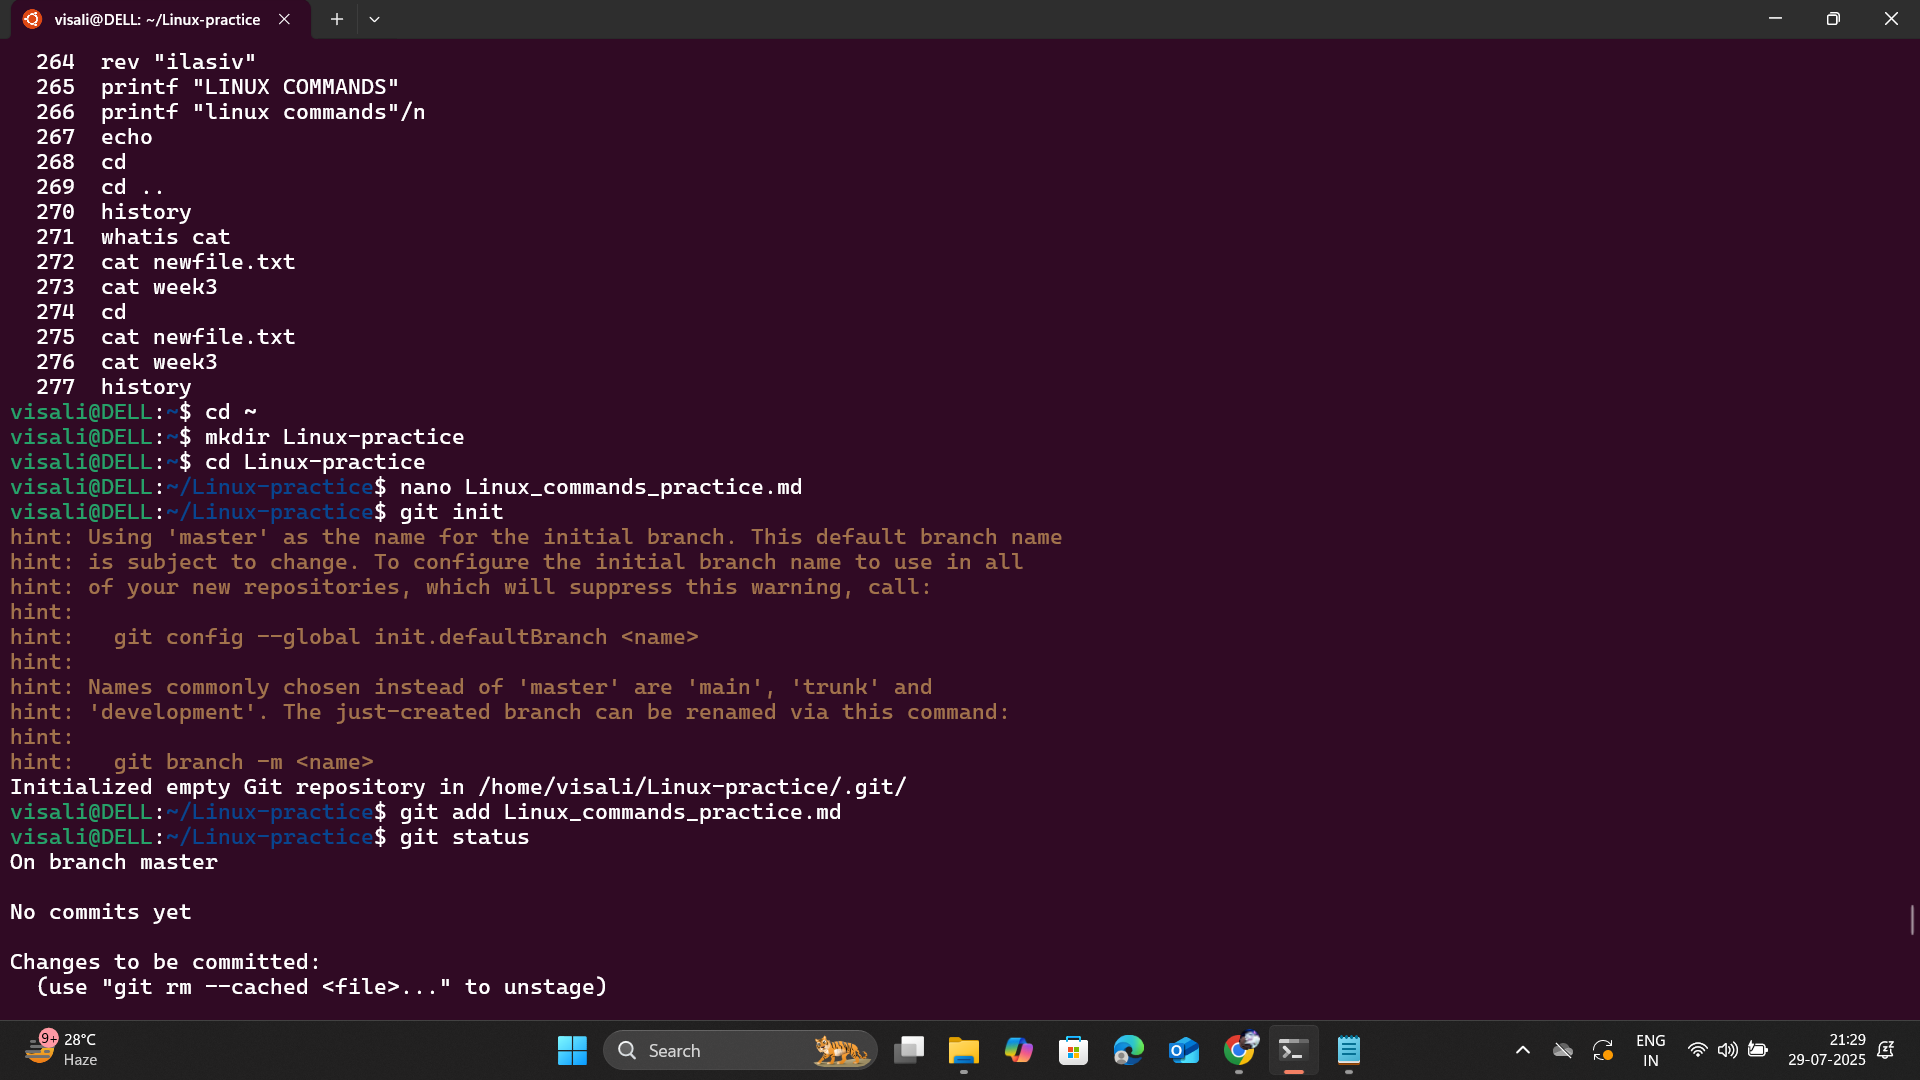 visali@DELL: ~/Linux-practice
264 rev "ilasiv"
265 printf "LINUX COMMANDS"
266 printf "linux commands"/n
267 echo
268 cd
269 cd ..
270 history
271 whatis cat
272 cat newfile.txt
273 cat week3
274 cd
275 cat newfile.txt
276 cat week3
277 history
visali@DELL:~$ cd ~
visali@DELL:~$ mkdir Linux-practice
visali@DELL:~$ cd Linux-practice
visali@DELL:~/Linux-practice$ nano Linux_commands_practice.md
visali@DELL:~/Linux-practice$ git init
hint: Using 'master' as the name for the initial branch. This default branch name
hint: is subject to change. To configure the initial branch name to use in all
hint: of your new repositories, which will suppress this warning, call:
hint:
hint:   git config --global init.defaultBranch <name>
hint:
hint: Names commonly chosen instead of 'master' are 'main', 'trunk' and
hint: 'development'. The just-created branch can be renamed via this command:
hint:
hint:   git branch -m <name>
Initialized empty Git repository in /home/visali/Linux-practice/.git/
visali@DELL:~/Linux-practice$ git add Linux_commands_practice.md
visali@DELL:~/Linux-practice$ git status
On branch master
No commits yet
Changes to be committed:
(use "git rm --cached <file>..." to unstage)
9+ 28°C
Haze
Search
ENG
IN
21:29
29-07-2025